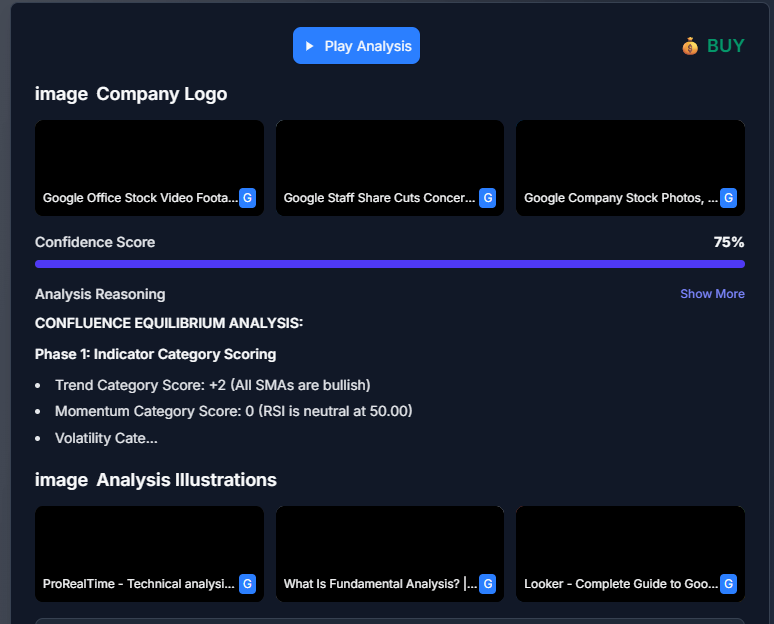 Play Analysis
BUY
image Company Logo
Google Office Stock Video Foota... G
Google Staff Share Cuts Concer... G
Google Company Stock Photos, ... G
Confidence Score 75%
Analysis Reasoning Show More
CONFLUENCE EQUILIBRIUM ANALYSIS:
Phase 1: Indicator Category Scoring
• Trend Category Score: +2 (All SMAs are bullish)
• Momentum Category Score: 0 (RSI is neutral at 50.00)
• Volatility Cate...
image Analysis Illustrations
ProRealTime - Technical analysi... G
What Is Fundamental Analysis? |... G
Looker - Complete Guide to Goo... G